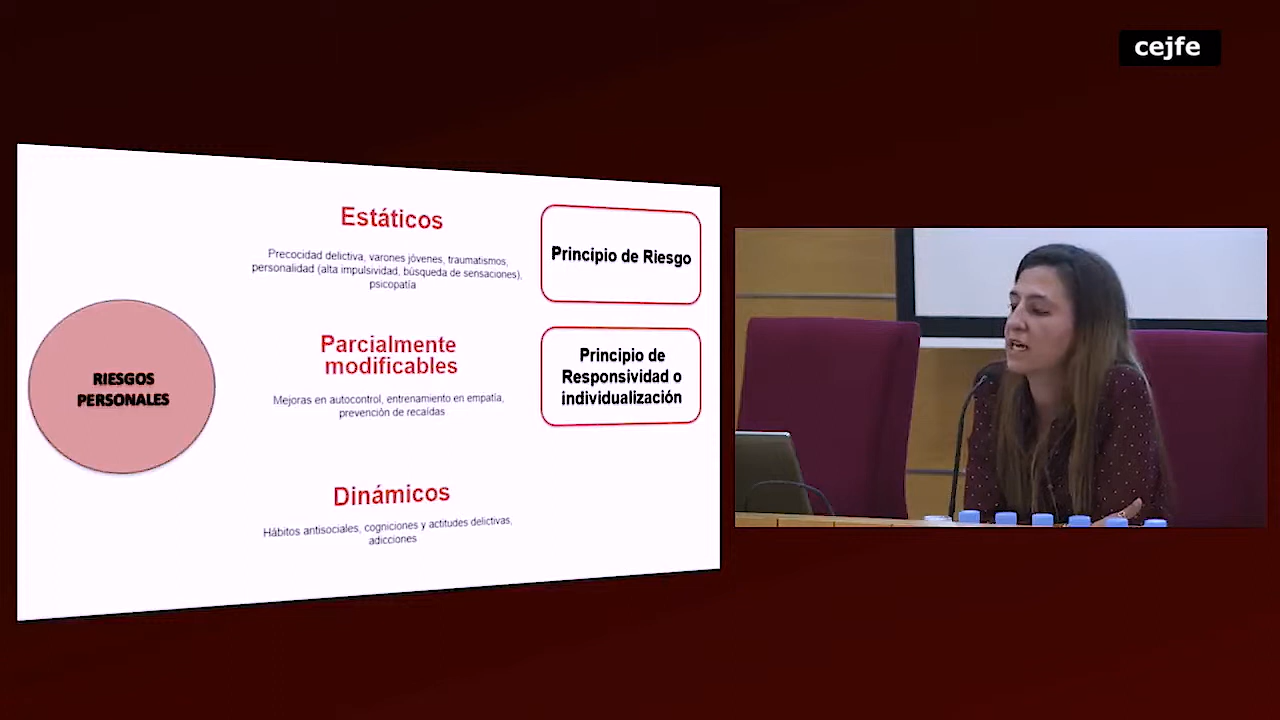 cejfe
RIESGOS
PERSONALES
Estáticos
Precocidad delictiva, varones jóvenes, traumatismos,
personalidad (alta impulsividad, búsqueda de sensaciones),
psicopatía
Principio de Riesgo
Parcialmente
modificables
Mejoras en autocontrol, entrenamiento en empatía,
prevención de recaídas
Principio de
Responsividad o
individualización
Dinámicos
Hábitos antisociales, cogniciones y actitudes delictivas,
adicciones